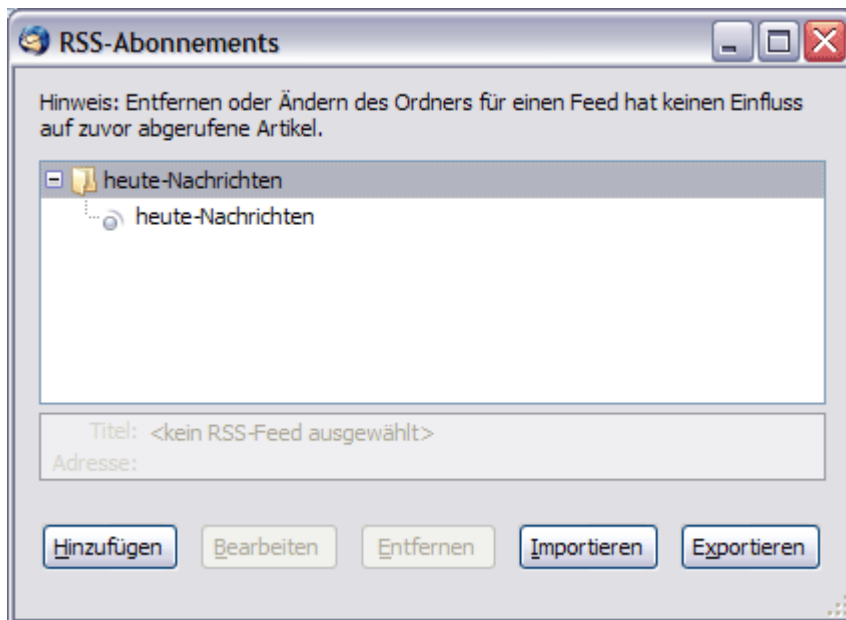 RSS-Abonnements
Hinweis: Entfernen oder Ändern des Ordners für einen Feed hat keinen Einfluss
auf zuvor abgerufene Artikel.
heute-Nachrichten
heute-Nachrichten
Titel: <kein RSS-Feed ausgewählt>
Adresse:
Hinzufügen Bearbeiten Entfernen Importieren Exportieren